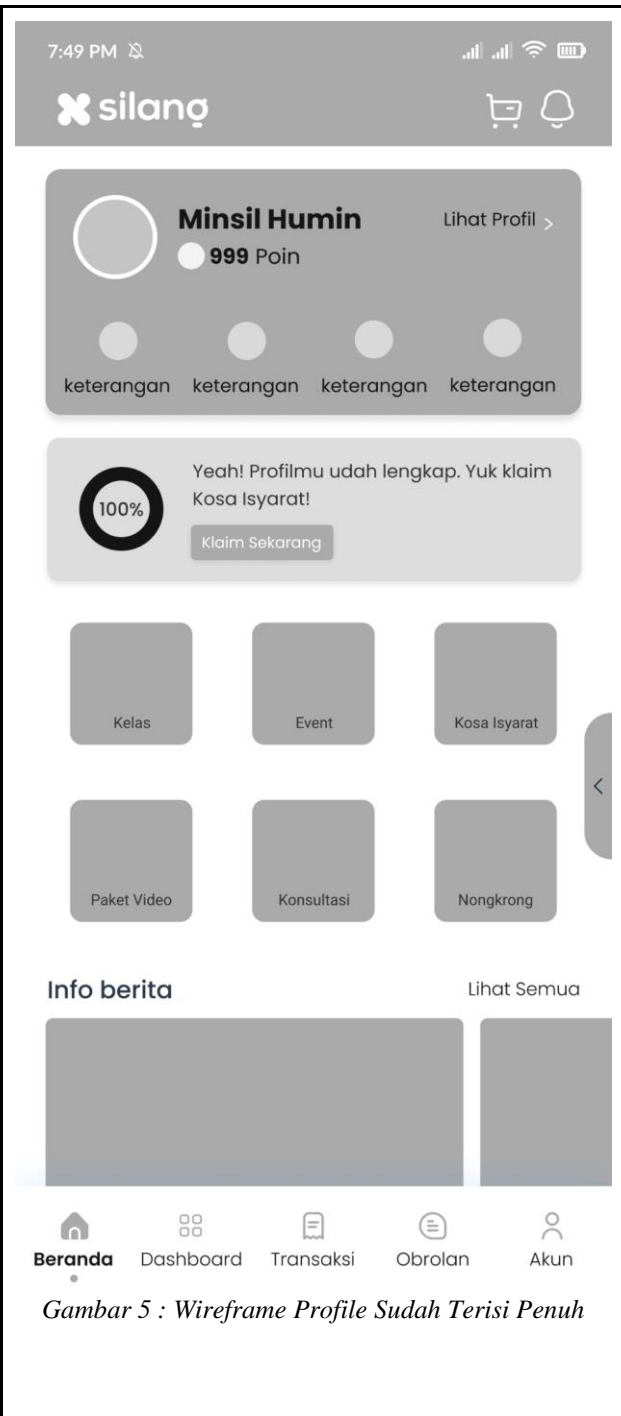 7:49 PM
silang
Minsil Humin
Lihat Profil >
999 Poin
keterangan keterangan keterangan keterangan
100%
Yeah! Profilmu udah lengkap. Yuk klaim
Kosa Isyarat!
Klaim Sekarang
Kelas Event Kosa Isyarat
Paket Video Konsultasi Nongkrong
Info berita Lihat Semua
Beranda Dashboard Transaksi Obrolan Akun
Gambar 5 : Wireframe Profile Sudah Terisi Penuh